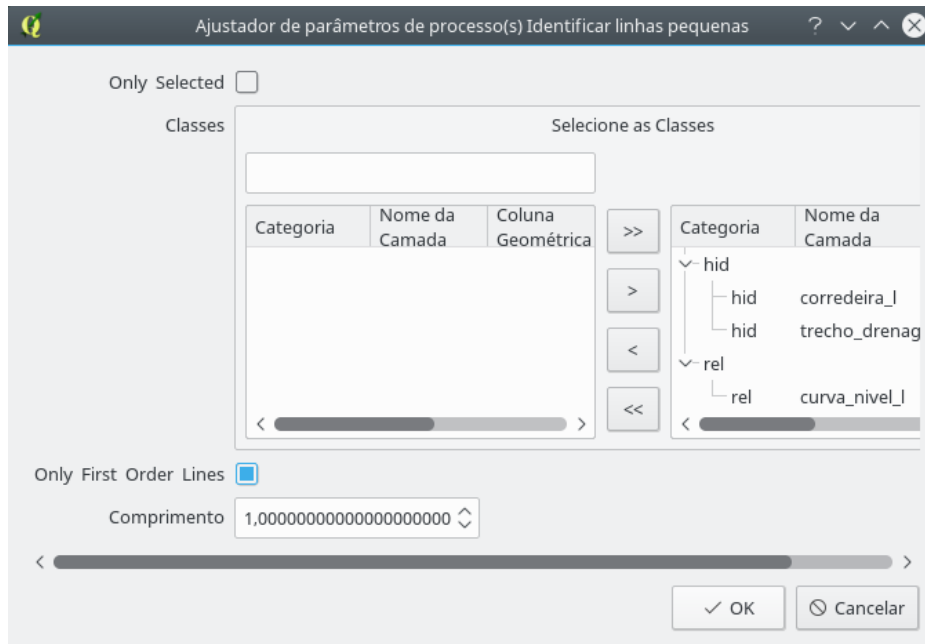 Ajustador de parâmetros de processo(s) Identificar linhas pequenas
Only Selected
Classes
Selecione as Classes
Categoria
Nome da
Camada
Coluna
Geométrica
>>
>
<
<<
Categoria
Nome da
Camada
hid
hid corredeira_l
hid trecho_drenag
rel
rel curva_nivel_l
Only First Order Lines
Comprimento 1,00000000000000000000
OK
Cancelar